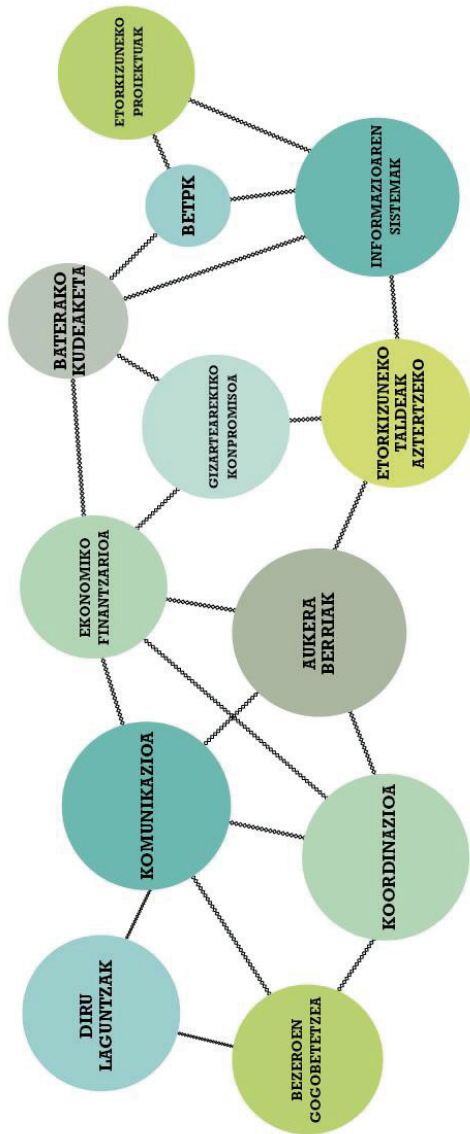 DIRU
LAGUNTZAK
KOMUNIKAZIOA
EKONOMIKO
FINANTZARIOA
BATERAKO
KUDEAKETA
BETPK
ETORKIZUNEKO
PROIEKTUAK
BEZEROEN
GOGOBETETZEA
KOORDINAZIOA
AUKERA
BERRIAK
GIZARTEAREKIKO
KONPROMISOA
ETORKIZUNEKO
TALDEAK
AZTERTZEKO
INFORMAZIOAREN
SISTEMAK